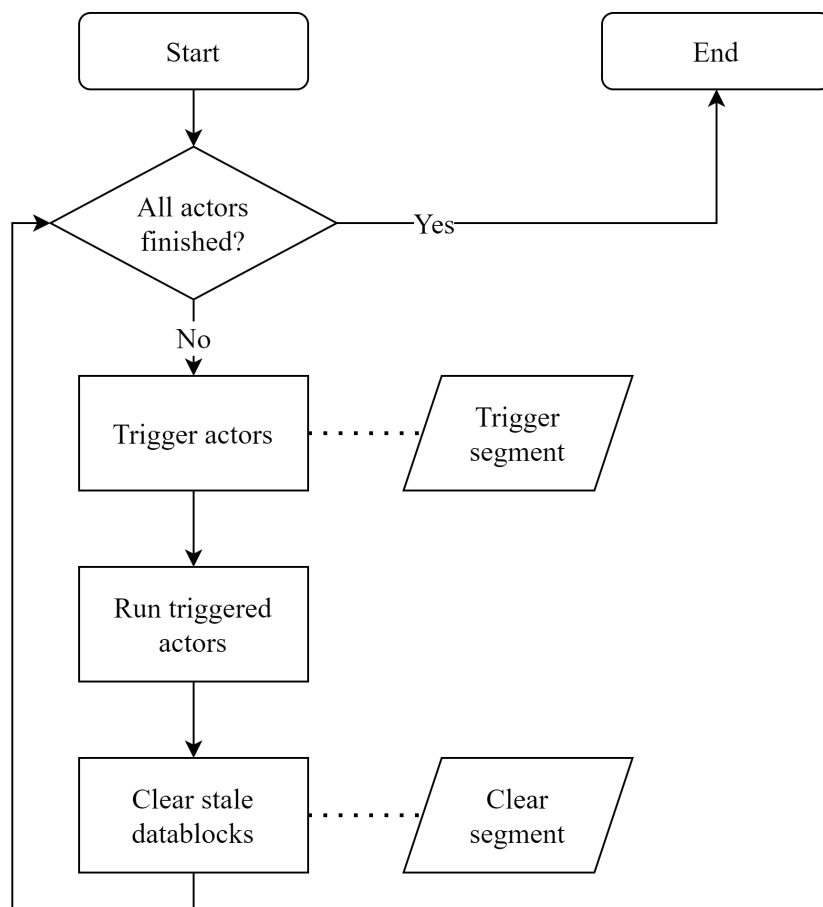 Start
End
All actors
finished?
Yes
No
Trigger actors
Trigger
segment
Run triggered
actors
Clear stale
datablocks
Clear
segment